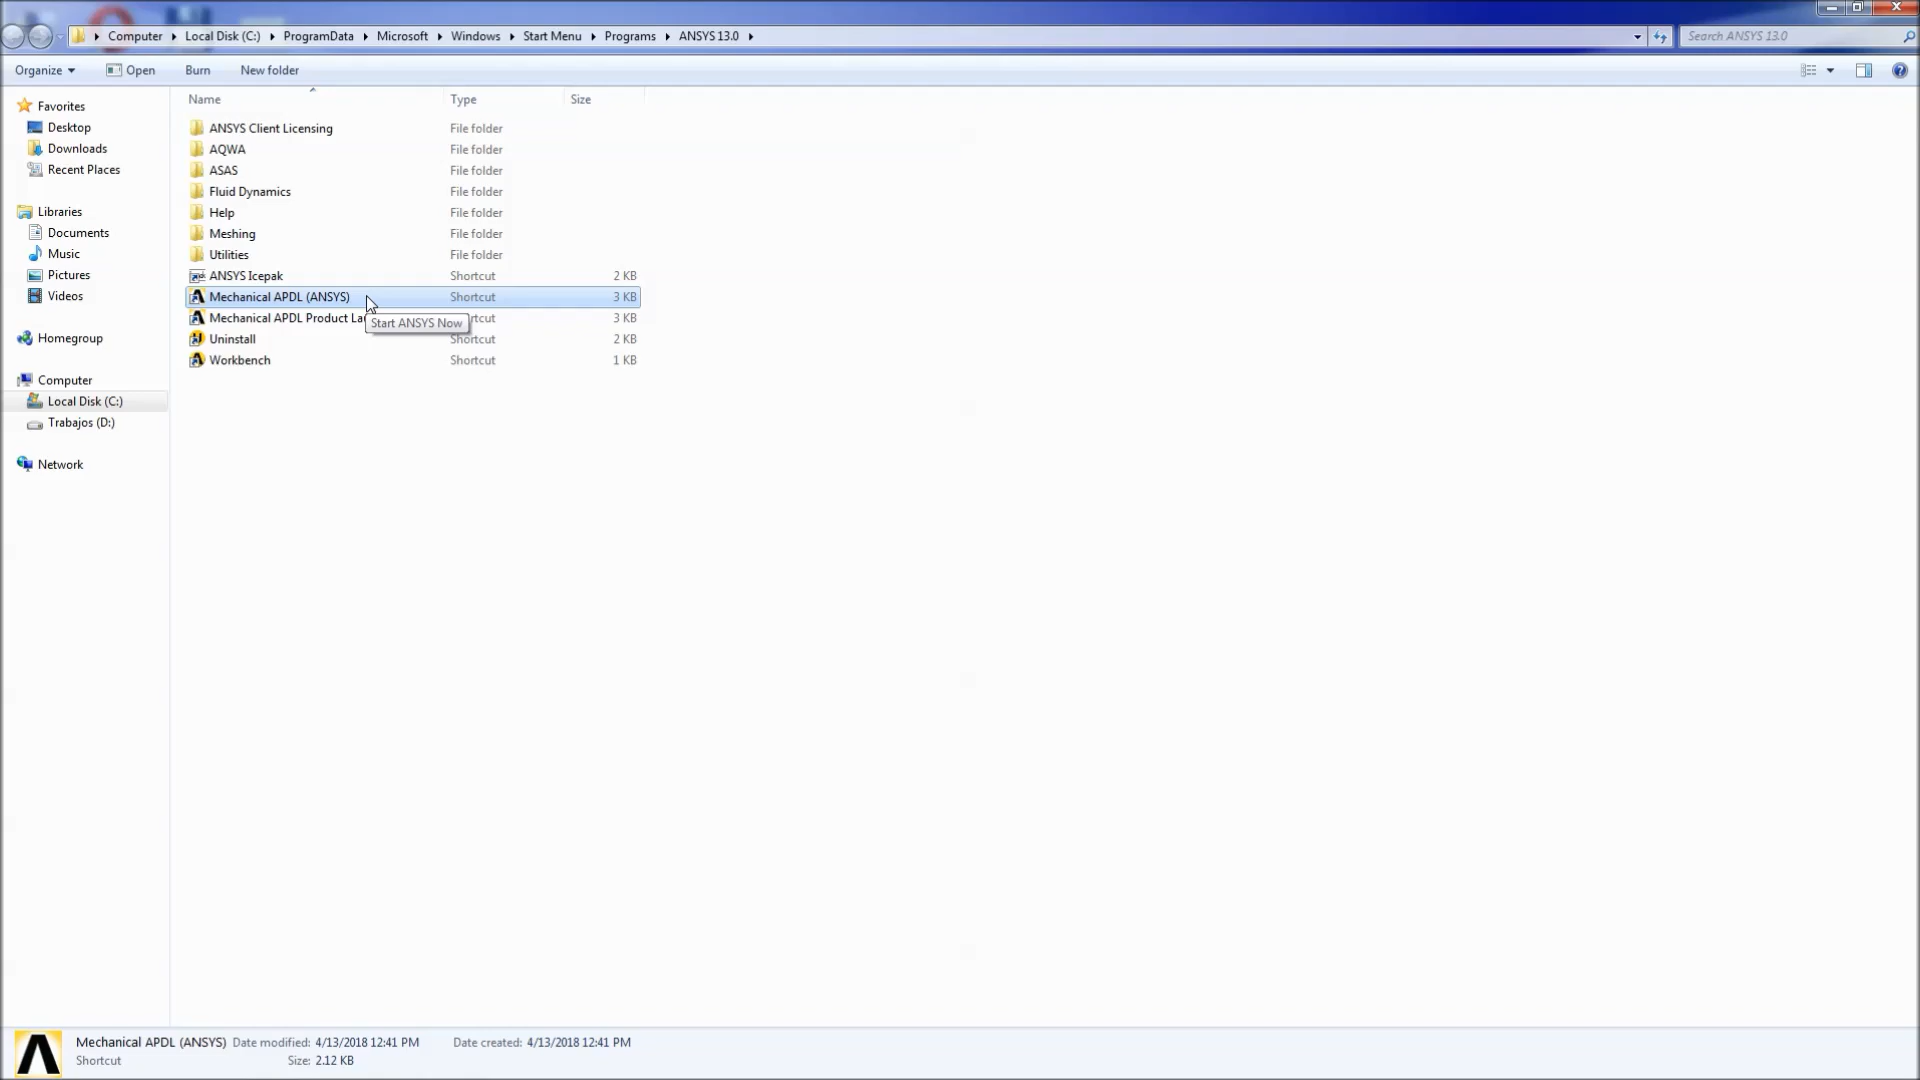 Computer Local Disk (C:) ProgramData Microsoft Windows Start Menu Programs ANSYS 13.0 Search ANSYS 13.0
Organize Open Burn New folder
Name Type Size
Favorites
Desktop
Downloads
Recent Places
Libraries
Documents
Music
Pictures
Videos
Homegroup
Computer
Local Disk (C:)
Trabajos (D:)
Network
ANSYS Client Licensing File folder
AQWA File folder
ASAS File folder
Fluid Dynamics File folder
Help File folder
Meshing File folder
Utilities File folder
ANSYS Icepak Shortcut 2 KB
Mechanical APDL (ANSYS) Shortcut 3 KB
Mechanical APDL Product 3 KB
Start ANSYS Now
Uninstall Shortcut 2 KB
Workbench Shortcut 1 KB
Mechanical APDL (ANSYS) Date modified: 4/13/2018 12:41 PM Date created: 4/13/2018 12:41 PM
Shortcut Size: 2.12 KB